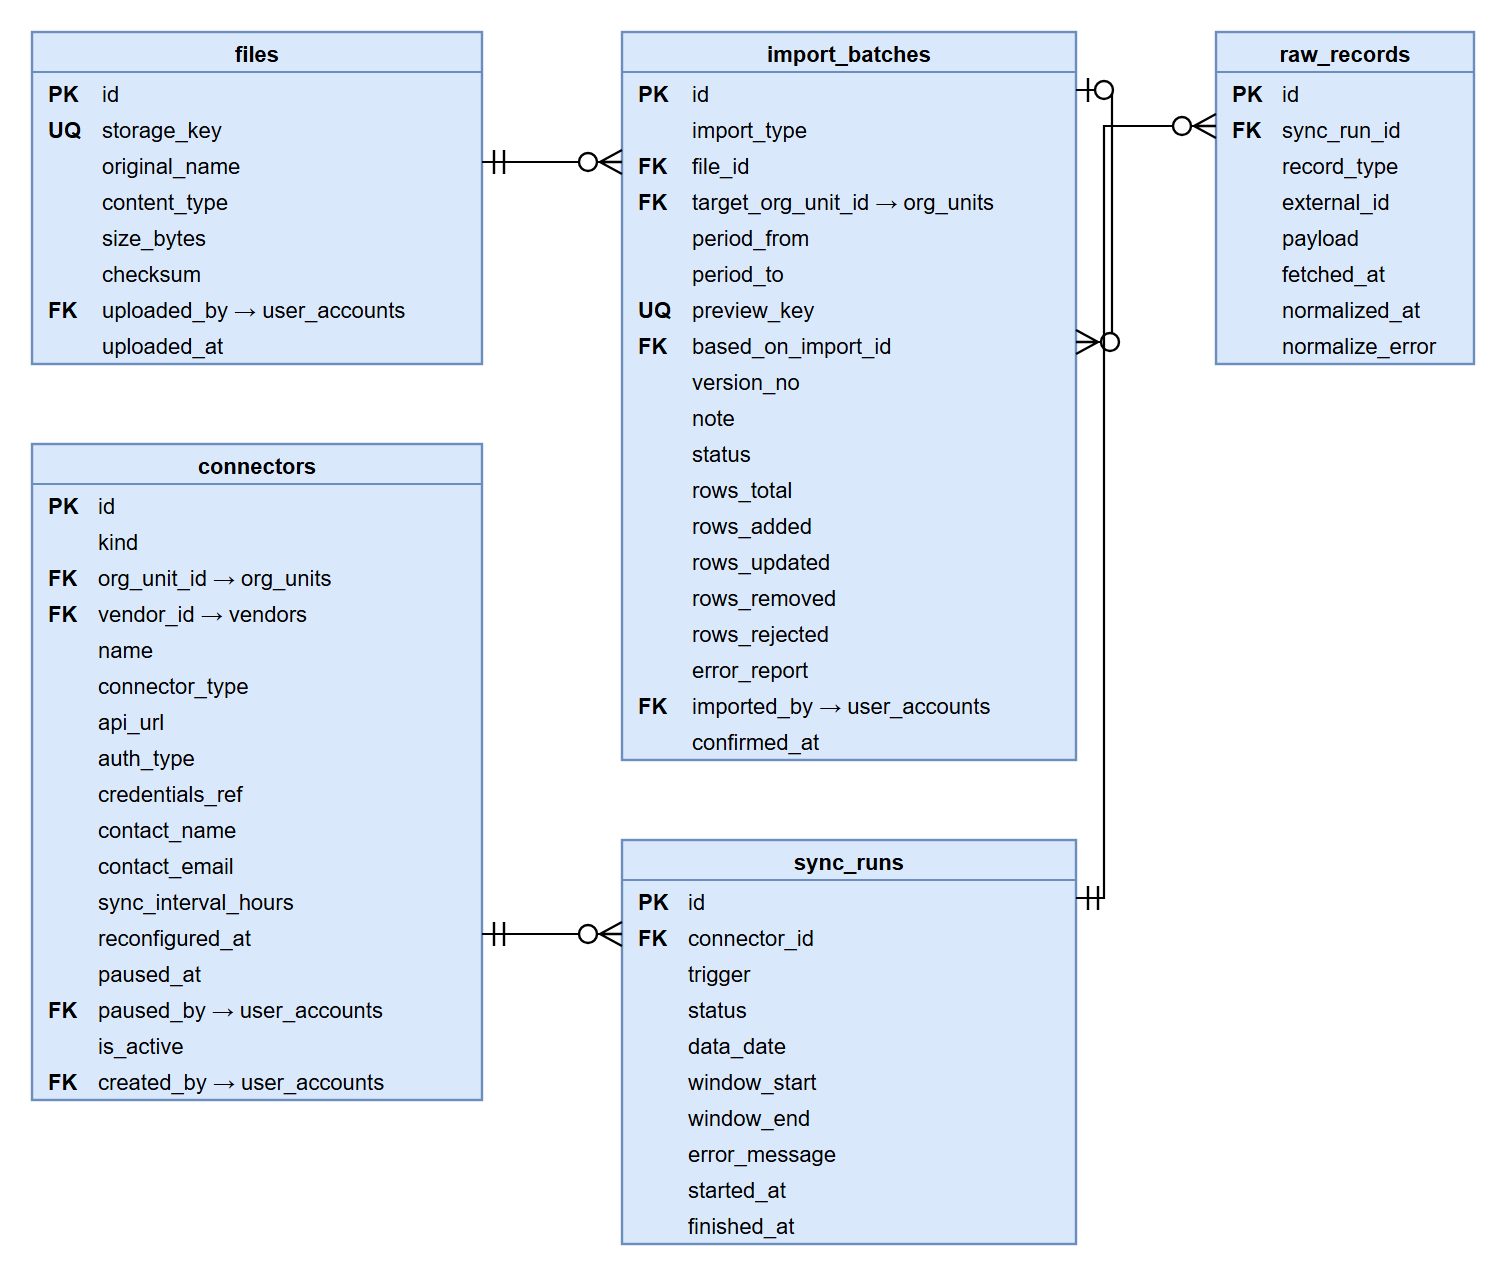 files
PK id
UQ storage_key
original_name
content_type
size_bytes
checksum
FK uploaded_by → user_accounts
uploaded_at
import_batches
PK id
import_type
FK file_id
FK target_org_unit_id → org_units
period_from
period_to
UQ preview_key
FK based_on_import_id
version_no
note
status
rows_total
rows_added
rows_updated
rows_removed
rows_rejected
error_report
FK imported_by → user_accounts
confirmed_at
raw_records
PK id
FK sync_run_id
record_type
external_id
payload
fetched_at
normalized_at
normalize_error
connectors
PK id
kind
FK org_unit_id → org_units
FK vendor_id → vendors
name
connector_type
api_url
auth_type
credentials_ref
contact_name
contact_email
sync_interval_hours
reconfigured_at
paused_at
FK paused_by → user_accounts
is_active
FK created_by → user_accounts
sync_runs
PK id
FK connector_id
trigger
status
data_date
window_start
window_end
error_message
started_at
finished_at